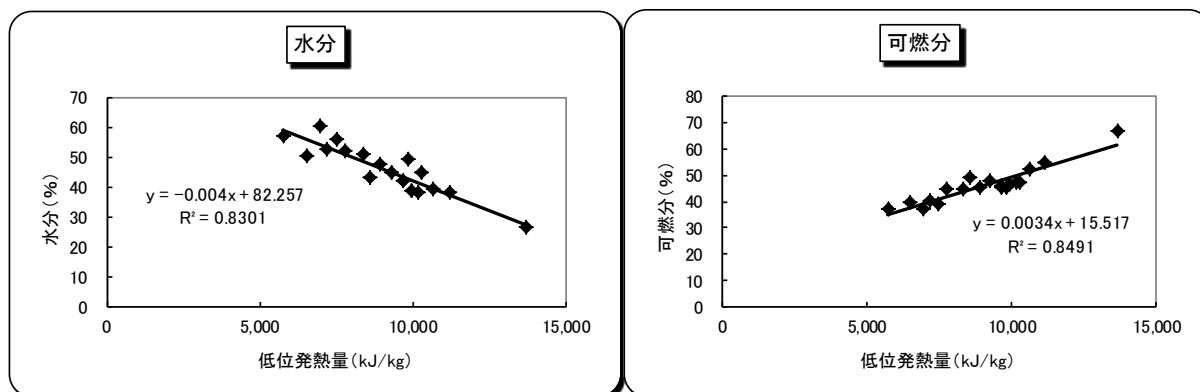 水分
70
60
50
40
30
20
10
0
水分(%)
y = -0.004x + 82.257
R² = 0.8301
0 5,000 10,000 15,000
低位発熱量(kJ/kg)
可燃分
80
70
60
50
40
30
20
10
0
可燃分(%)
y = 0.0034x + 15.517
R² = 0.8491
0 5,000 10,000 15,000
低位発熱量(kJ/kg)